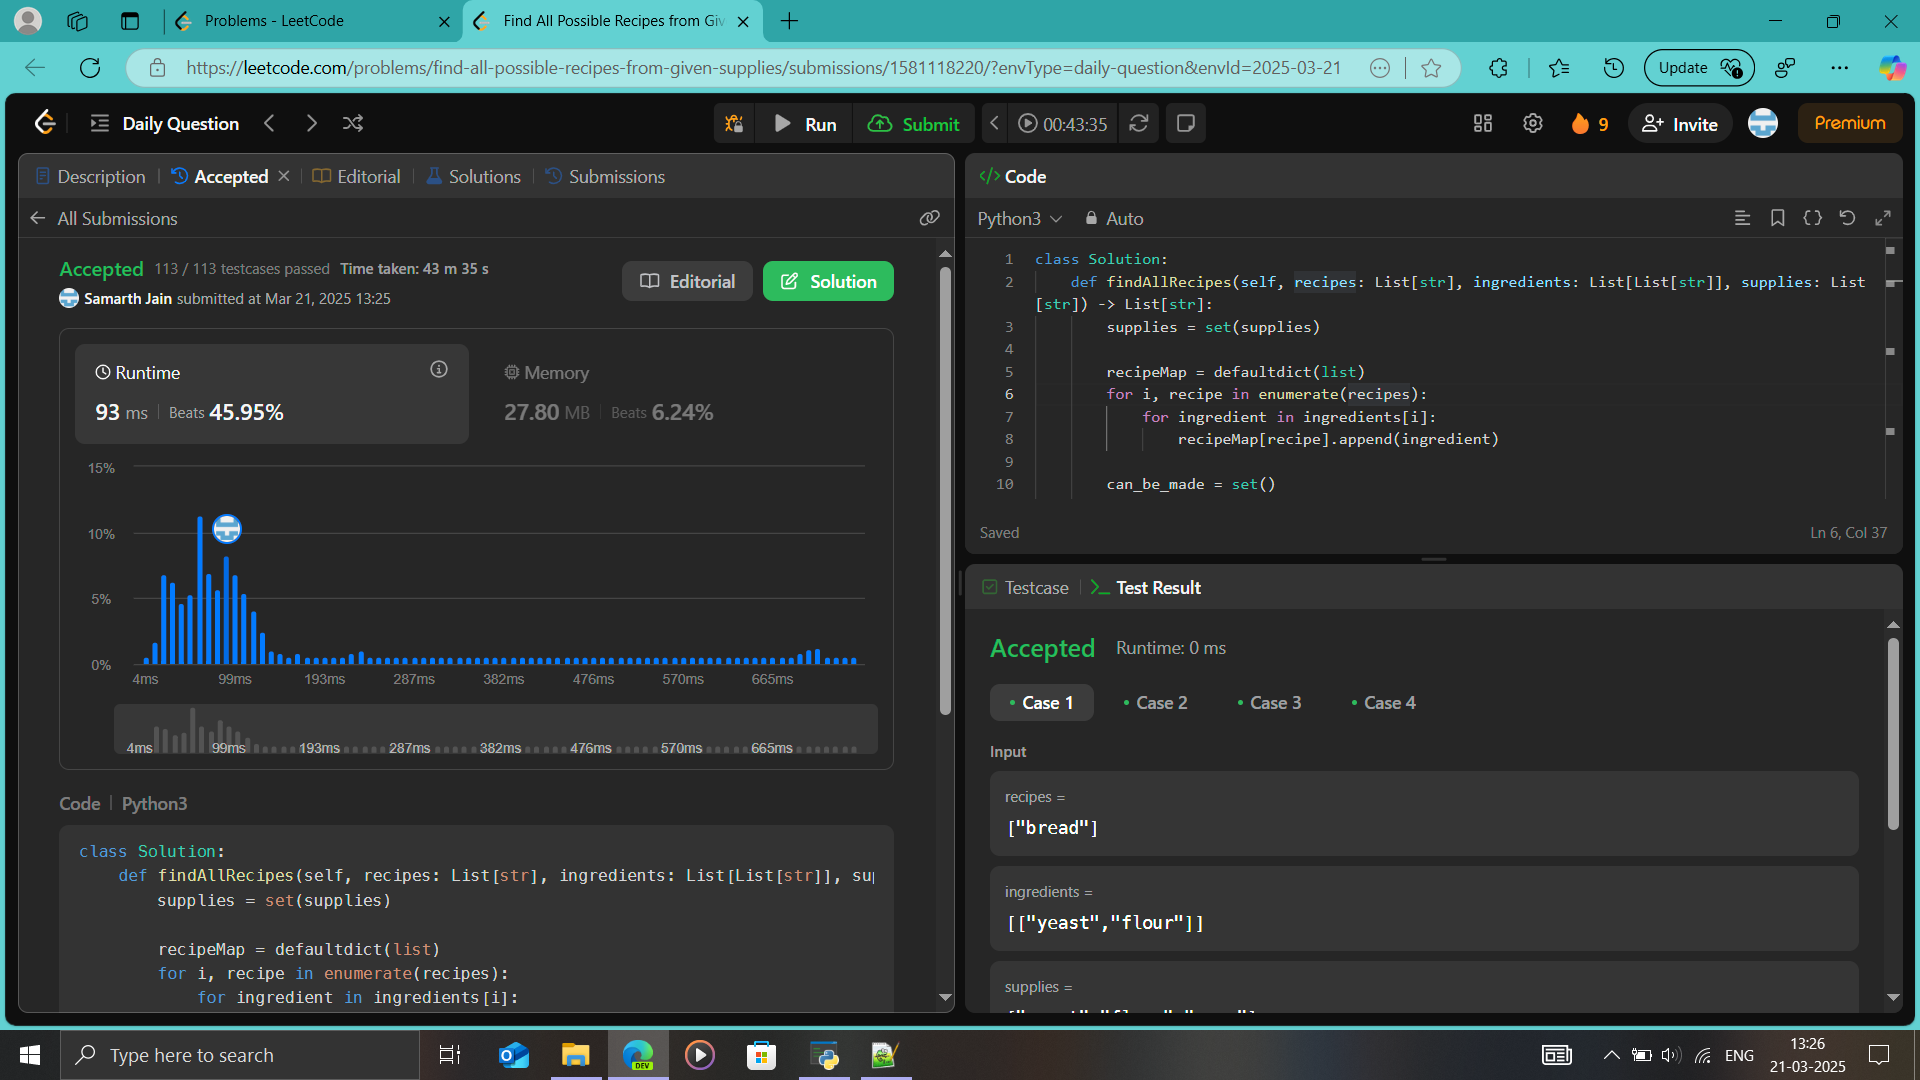 Problems - LeetCode
Find All Possible Recipes from Giv
https://leetcode.com/problems/find-all-possible-recipes-from-given-supplies/submissions/1581118220/?envType=daily-question&envId=2025-03-21
Update
Daily Question
Run
Submit
00:43:35
9
Invite
Premium
Description
Accepted
Editorial
Solutions
Submissions
All Submissions
Accepted 113 / 113 testcases passed Time taken: 43 m 35 s
Samarth Jain submitted at Mar 21, 2025 13:25
Editorial
Solution
Runtime
93 ms Beats 45.95%
Memory
27.80 MB Beats 6.24%
15%
10%
5%
0%
4ms 99ms 193ms 287ms 382ms 476ms 570ms 665ms
4ms 99ms 193ms 287ms 382ms 476ms 570ms 665ms
Code Python3
class Solution:
def findAllRecipes(self, recipes: List[str], ingredients: List[List[str]], sup
supplies = set(supplies)
recipeMap = defaultdict(list)
for i, recipe in enumerate(recipes):
for ingredient in ingredients[i]:
</> Code
Python3 Auto
1 class Solution:
2 def findAllRecipes(self, recipes: List[str], ingredients: List[List[str]], supplies: List
[str]) -> List[str]:
3 supplies = set(supplies)
4
5 recipeMap = defaultdict(list)
6 for i, recipe in enumerate(recipes):
7 for ingredient in ingredients[i]:
8 recipeMap[recipe].append(ingredient)
9
10 can_be_made = set()
Saved
Ln 6, Col 37
Testcase
Test Result
Accepted Runtime: 0 ms
Case 1 Case 2 Case 3 Case 4
Input
recipes =
["bread"]
ingredients =
[["yeast","flour"]]
supplies =
Type here to search
DEV
ENG
13:26
21-03-2025